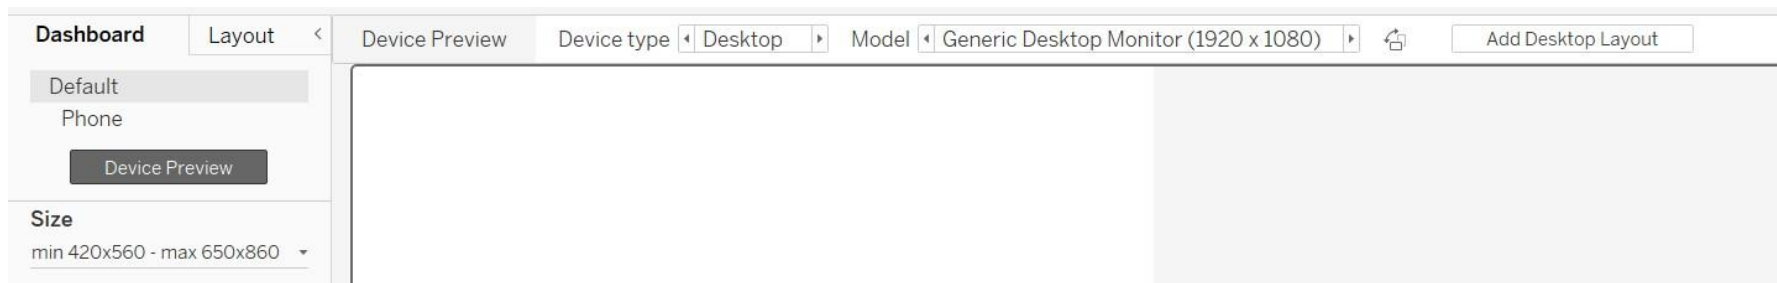 Dashboard Layout
Device Preview Device type Desktop Model Generic Desktop Monitor (1920 x 1080) Add Desktop Layout
Default
Phone
Device Preview
Size
min 420x560 - max 650x860